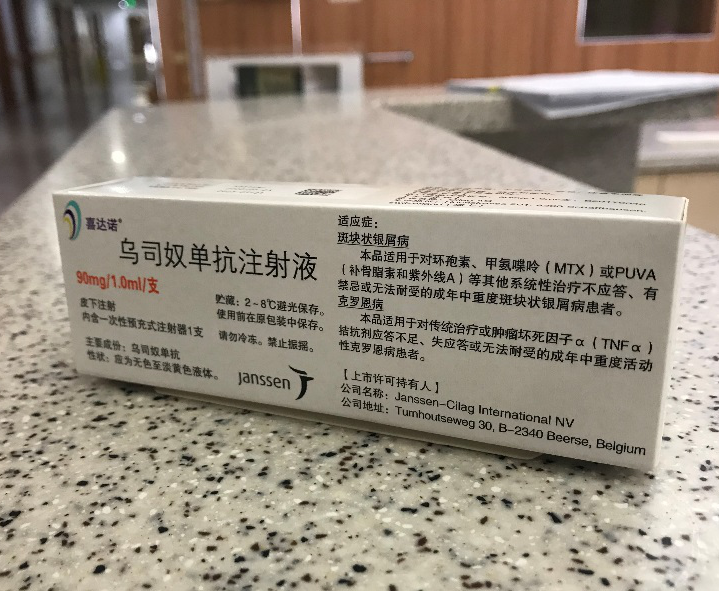 喜达诺®
乌司奴单抗注射液
90mg/1.0ml/支
皮下注射
内含一次性预充式注射器1支
贮藏：2~8℃避光保存。
使用前在原包装中保存。
请勿冷冻。禁止振摇。
主要成份：乌司奴单抗
性状：应为无色至淡黄色液体。
janssen
适应症：
斑块状银屑病
本品适用于对环孢素、甲氨喋呤（MTX）或PUVA
（补骨脂素和紫外线A）等其他系统性治疗不应答、有
禁忌或无法耐受的成年中重度斑块状银屑病患者。
克罗恩病
本品适用于对传统治疗或肿瘤坏死因子α（TNFα）
拮抗剂应答不足、失应答或无法耐受的成年中重度活动
性克罗恩病患者。
【上市许可持有人】
公司名称：Janssen-Cilag International NV
公司地址：Turnhoutseweg 30, B-2340 Beerse, Belgium